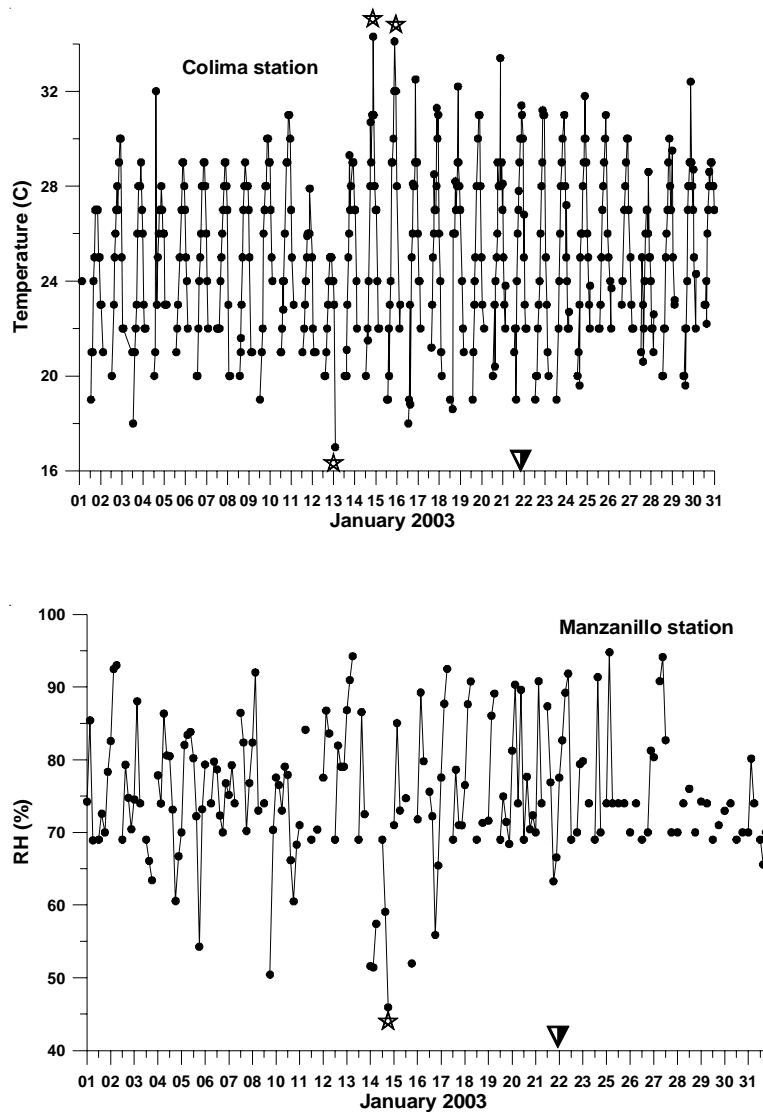 Colima station
Temperature (C)
32
28
24
20
16
01 02 03 04 05 06 07 08 09 10 11 12 13 14 15 16 17 18 19 20 21 22 23 24 25 26 27 28 29 30 31
January 2003
Manzanillo station
RH (%)
100
90
80
70
60
50
40
01 02 03 04 05 06 07 08 09 10 11 12 13 14 15 16 17 18 19 20 21 22 23 24 25 26 27 28 29 30 31
January 2003